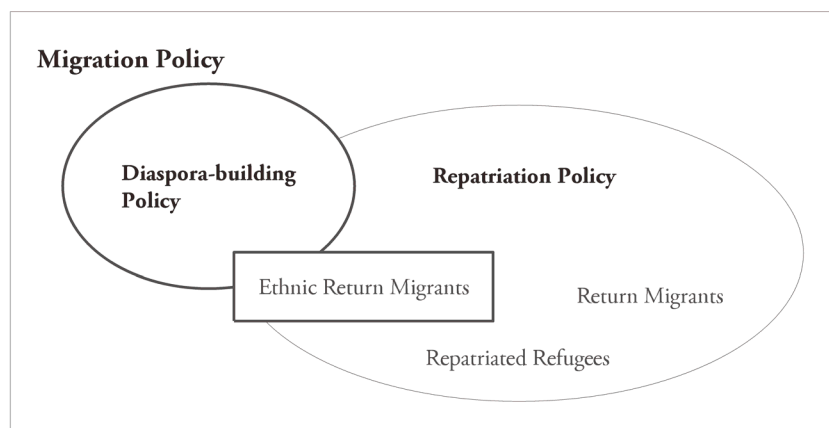 Migration Policy
Diaspora-building
Policy
Repatriation Policy
Ethnic Return Migrants
Return Migrants
Repatriated Refugees